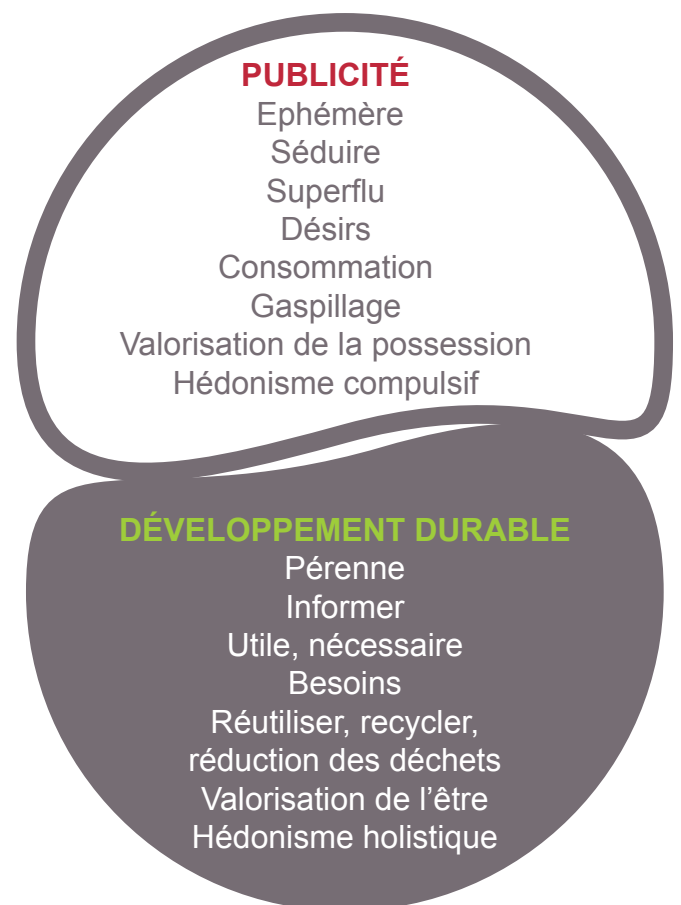 PUBLICITÉ
Ephémère
Séduire
Superflu
Désirs
Consommation
Gaspillage
Valorisation de la possession
Hédonisme compulsif
DÉVELOPPEMENT DURABLE
Pérenne
Informer
Utile, nécessaire
Besoins
Réutiliser, recycler,
réduction des déchets
Valorisation de l’être
Hédonisme holistique